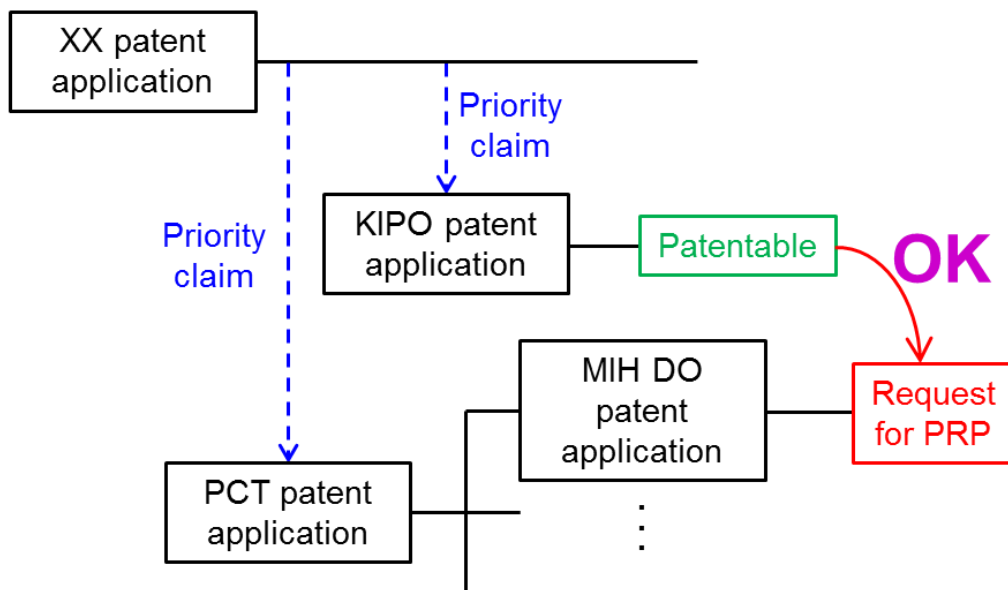 XX patent
application
Priority
claim
Priority
claim
KIPO patent
application
Patentable
OK
MIH DO
patent
application
Request
for PRP
PCT patent
application